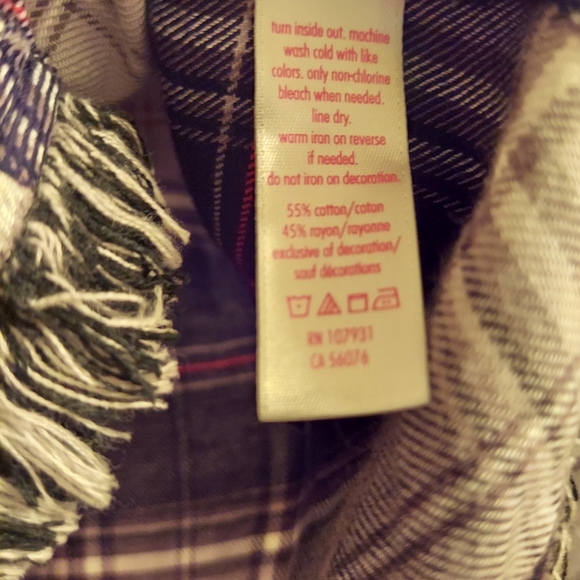 turn inside out. machine
wash cold with like
colors. only non-chlorine
bleach when needed.
line dry.
warm iron on reverse
if needed.
do not iron on decoration.
55% cotton/coton
45% rayon/rayonne
exclusive of decoration/
sauf décorations
RN 107931
CA 56076